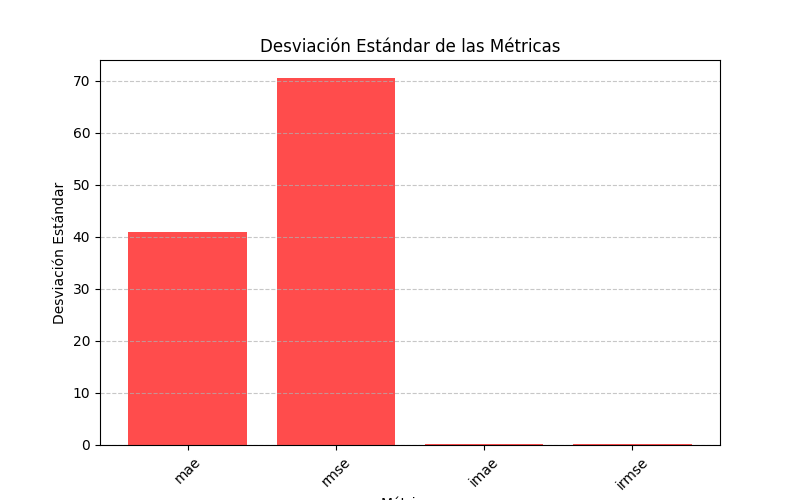 Desviación Estándar de las Métricas
Desviación Estándar
70
60
50
40
30
20
10
0
mae
rmse
imae
irmse